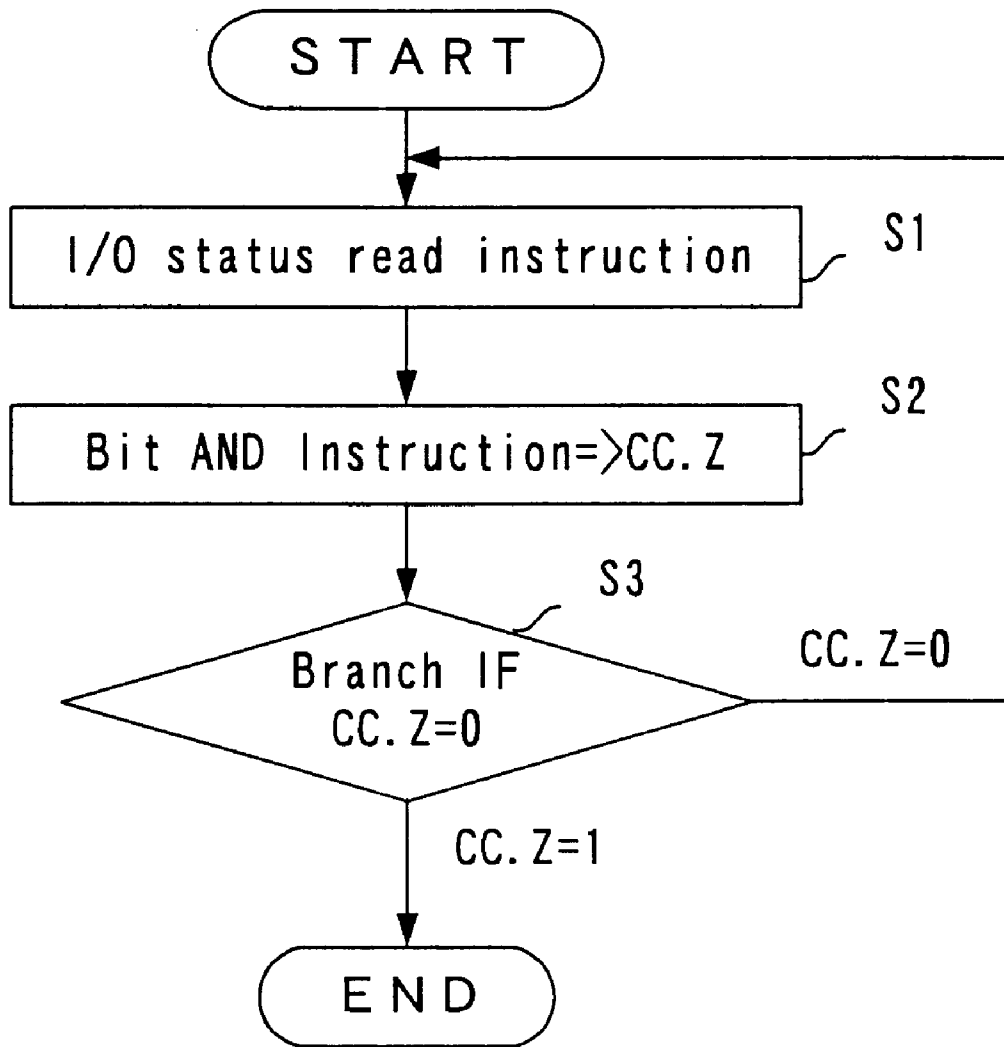 START
I/O status read instruction
S1
Bit AND Instruction=>CC.Z
S2
S3
Branch IF
CC.Z=0
CC.Z=0
CC.Z=1
END